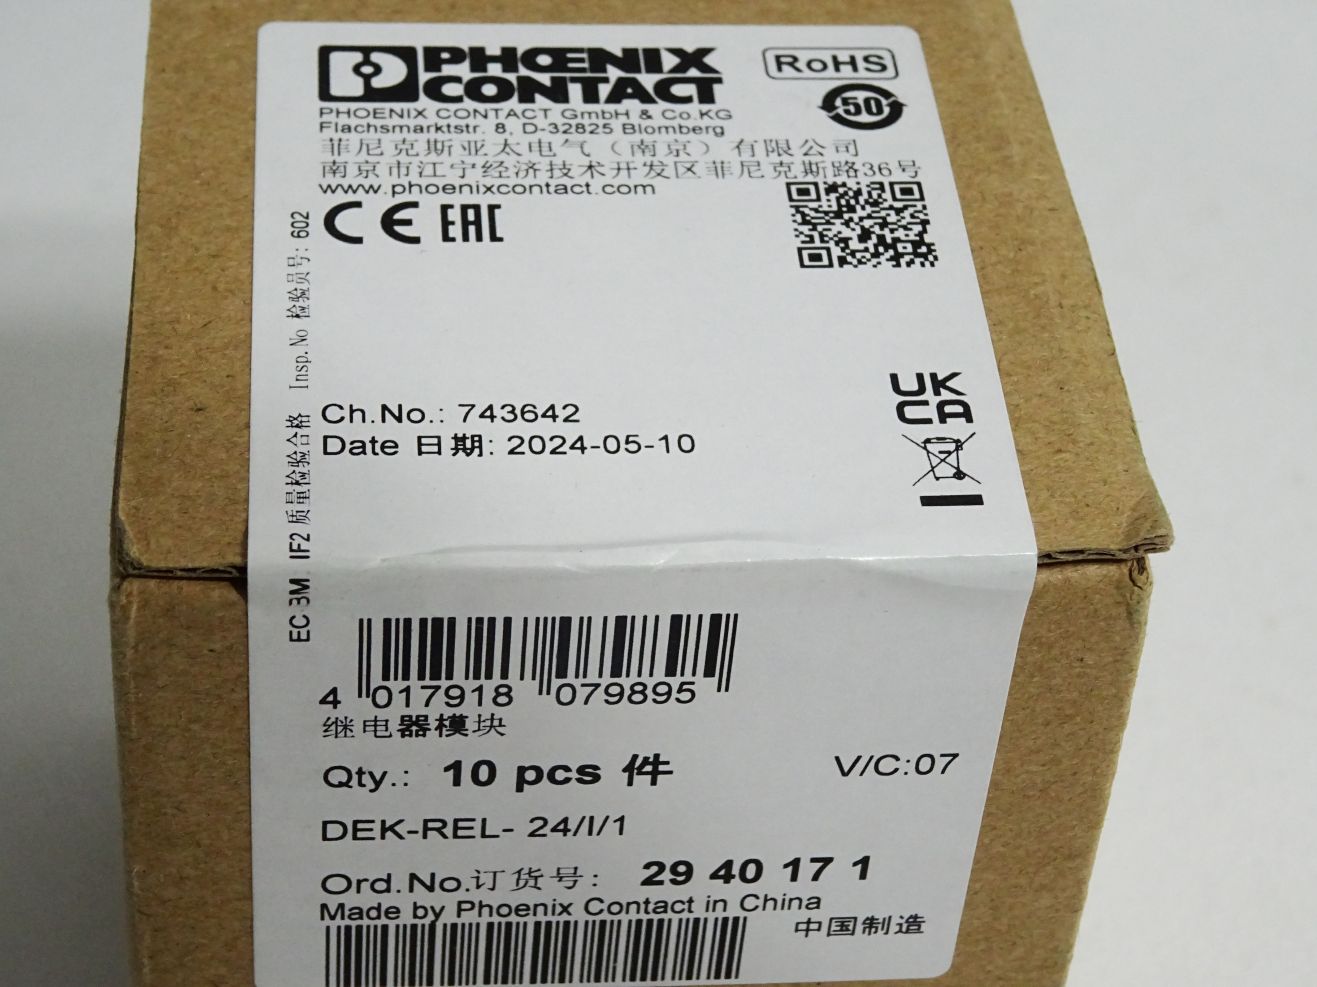 PHŒNIX
CONTACT
RoHS
50
PHOENIX CONTACT GmbH & Co.KG
Flachsmarktstr. 8, D-32825 Blomberg
菲尼克斯亚太电气（南京）有限公司
南京市江宁经济技术开发区菲尼克斯路36号
www.phoenixcontact.com
CE EAC
Ch.No.: 743642
Date 日期: 2024-05-10
UK
CA
IF2 质量检验合格 Insp.No 检验员号: 602
4 017918 079895
继电器模块
Qty.: 10 pcs 件
V/C:07
DEK-REL- 24/I/1
Ord.No.订货号: 29 40 17 1
Made by Phoenix Contact in China
中国制造